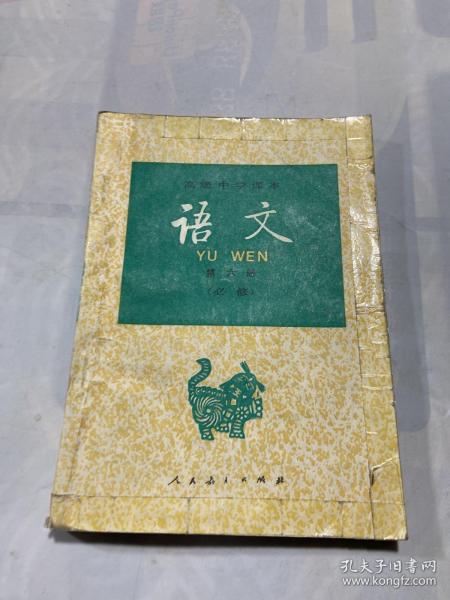 高级中学课本
语文
YU WEN
第六册
（必修）
人民教育出版社
孔夫子旧书网
www.kongfz.com